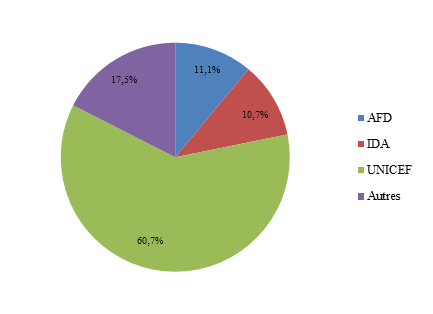 11,1%
17,5%
10,7%
60,7%
AFD
IDA
UNICEF
Autres